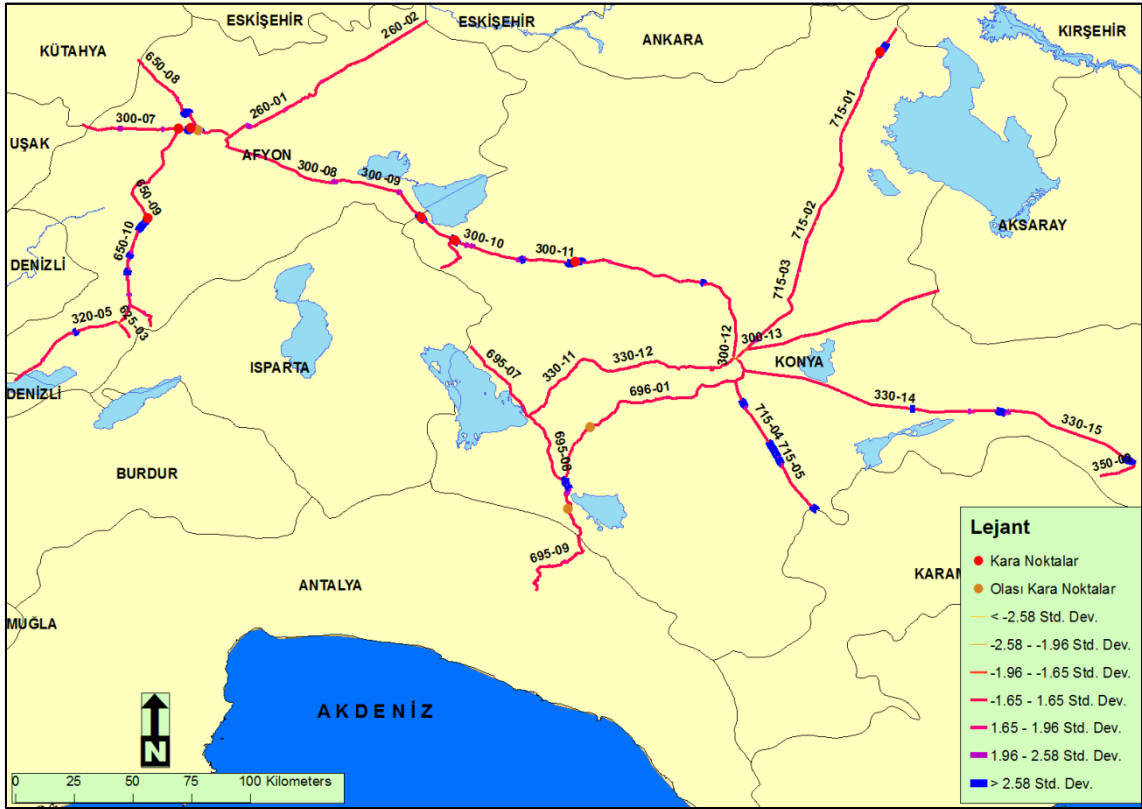 ESKİŞEHİR
ESKİŞEHİR
260-02
ANKARA
KIRŞEHİR
KÜTAHYA
650-08
260-01
715-01
300-07
UŞAK
AFYON
300-08
300-09
650-09
715-02
AKSARAY
650-10
300-10
300-11
DENİZLİ
715-03
320-05
625-03
300-12
300-13
ISPARTA
695-07
330-11
330-12
KONYA
DENİZLİ
696-01
330-14
715-04
715-05
330-15
695-08
BURDUR
350-09
695-09
ANTALYA
KARAM
MUĞLA
AKDENİZ
N
0 25 50 75 100 Kilometers
Lejant
Kara Noktalar
Olası Kara Noktalar
< -2.58 Std. Dev.
-2.58 - -1.96 Std. Dev.
-1.96 - -1.65 Std. Dev.
-1.65 - 1.65 Std. Dev.
1.65 - 1.96 Std. Dev.
1.96 - 2.58 Std. Dev.
> 2.58 Std. Dev.